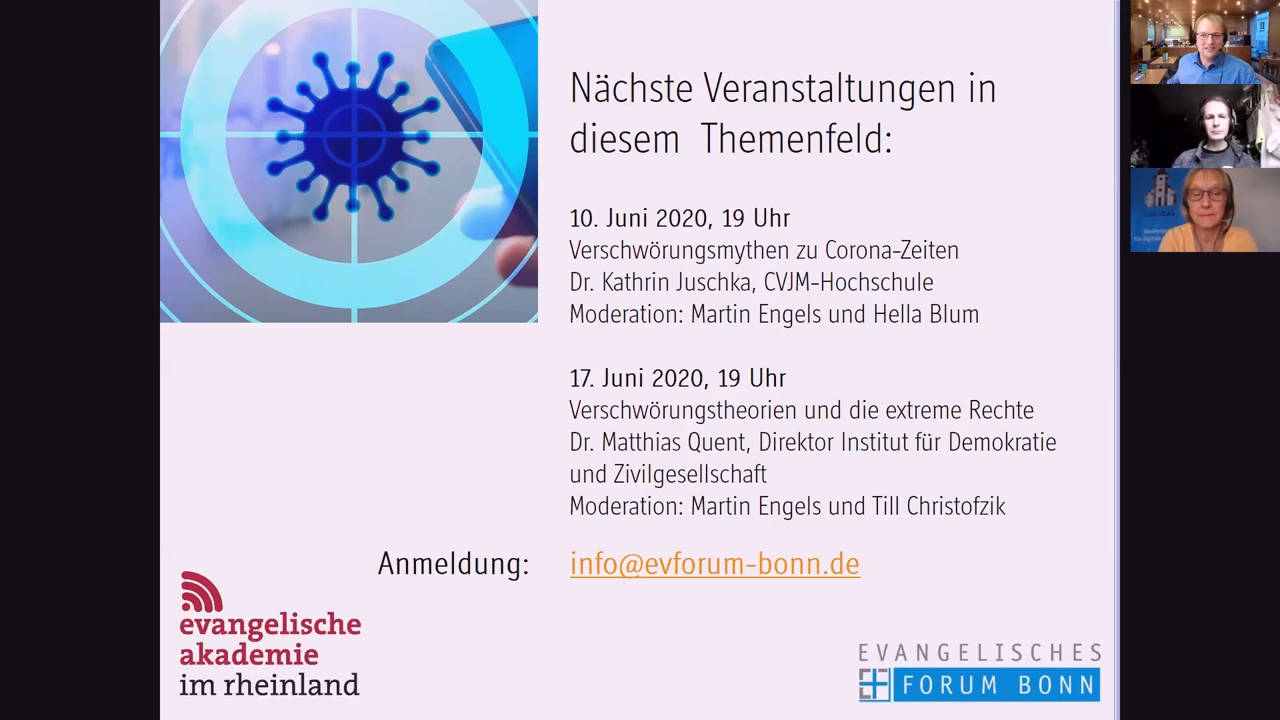 Nächste Veranstaltungen in
diesem Themenfeld:
10. Juni 2020, 19 Uhr
Verschwörungsmythen zu Corona-Zeiten
Dr. Kathrin Juschka, CVJM-Hochschule
Moderation: Martin Engels und Hella Blum
17. Juni 2020, 19 Uhr
Verschwörungstheorien und die extreme Rechte
Dr. Matthias Quent, Direktor Institut für Demokratie
und Zivilgesellschaft
Moderation: Martin Engels und Till Christofzik
Anmeldung: info@evforum-bonn.de
evangelische
akademie
im rheinland
EVANGELISCHES
FORUM BONN